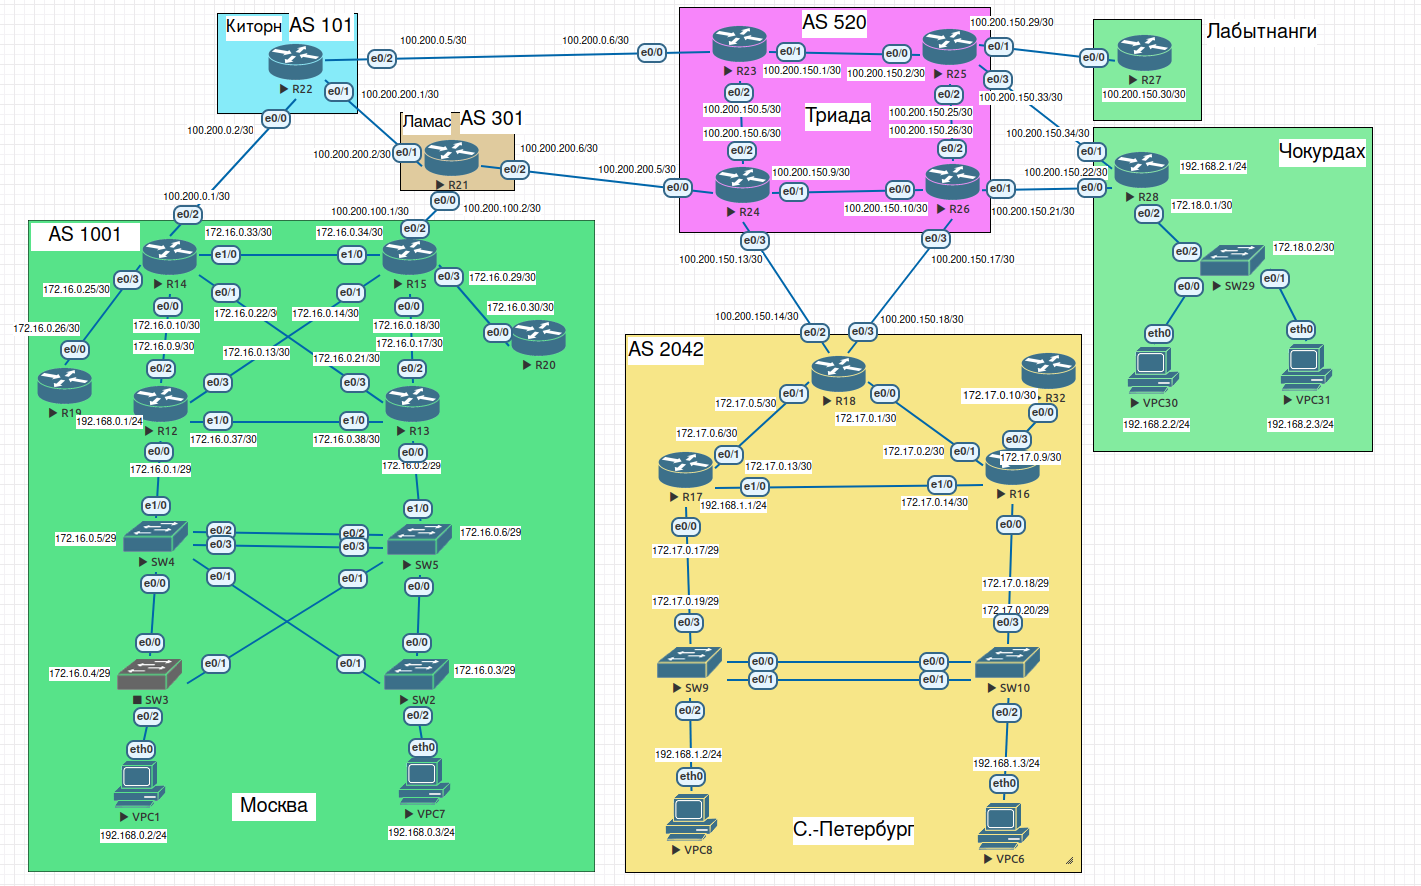 Киторн
AS 101
R22
e0/2
100.200.0.5/30
100.200.0.6/30
e0/0
e0/1
100.200.200.1/30
e0/0
100.200.0.2/30
Ламас
AS 301
100.200.200.2/30
e0/1
R21
e0/2
100.200.200.6/30
100.200.200.5/30
e0/0
e0/0
100.200.100.1/30
100.200.100.2/30
AS 520
Триада
R23
e0/1
100.200.150.1/30
e0/0
100.200.150.2/30
R25
100.200.150.29/30
e0/1
e0/3
100.200.150.33/30
e0/2
100.200.150.5/30
100.200.150.6/30
e0/2
e0/2
100.200.150.25/30
100.200.150.26/30
e0/2
R24
100.200.150.9/30
e0/1
e0/0
100.200.150.10/30
R26
e0/1
100.200.150.21/30
e0/3
100.200.150.13/30
e0/3
100.200.150.17/30
Лабытнанги
e0/0
R27
100.200.150.30/30
Чокурдах
100.200.150.34/30
e0/1
100.200.150.22/30
e0/0
R28
192.168.2.1/24
e0/2
172.18.0.1/30
e0/2
172.18.0.2/30
SW29
e0/0
e0/1
eth0
eth0
VPC30
VPC31
192.168.2.2/24
192.168.2.3/24
AS 1001
100.200.0.1/30
e0/2
e0/2
R14
172.16.0.33/30
e1/0
172.16.0.34/30
e1/0
R15
e0/3
172.16.0.25/30
e0/0
e0/1
172.16.0.22/30
e0/1
172.16.0.14/30
e0/0
e0/3
172.16.0.29/30
172.16.0.30/30
e0/0
R20
172.16.0.26/30
e0/0
R19
172.16.0.10/30
172.16.0.9/30
e0/2
172.16.0.18/30
172.16.0.17/30
e0/2
172.16.0.13/30
e0/3
172.16.0.21/30
e0/3
192.168.0.1/24
R12
e1/0
172.16.0.37/30
e1/0
172.16.0.38/30
R13
e0/0
172.16.0.1/29
e0/0
172.16.0.2/29
e1/0
e1/0
172.16.0.5/29
SW4
e0/2
e0/3
e0/2
e0/3
SW5
172.16.0.6/29
e0/0
e0/1
e0/1
e0/0
e0/0
e0/1
e0/1
e0/0
172.16.0.4/29
SW3
SW2
172.16.0.3/29
e0/2
e0/2
eth0
eth0
VPC1
VPC7
192.168.0.2/24
192.168.0.3/24
Москва
AS 2042
100.200.150.14/30
e0/2
e0/3
100.200.150.18/30
R18
e0/1
172.17.0.5/30
e0/0
172.17.0.1/30
R32
172.17.0.10/30
e0/0
e0/3
172.17.0.9/30
172.17.0.6/30
e0/1
172.17.0.2/30
e0/1
R17
172.17.0.13/30
e1/0
e1/0
172.17.0.14/30
R16
192.168.1.1/24
e0/0
172.17.0.17/29
e0/0
172.17.0.18/29
172.17.0.19/29
e0/3
172.17.0.20/29
e0/3
SW9
e0/0
e0/1
e0/0
e0/1
SW10
e0/2
e0/2
192.168.1.2/24
192.168.1.3/24
eth0
eth0
VPC8
VPC6
С.-Петербург